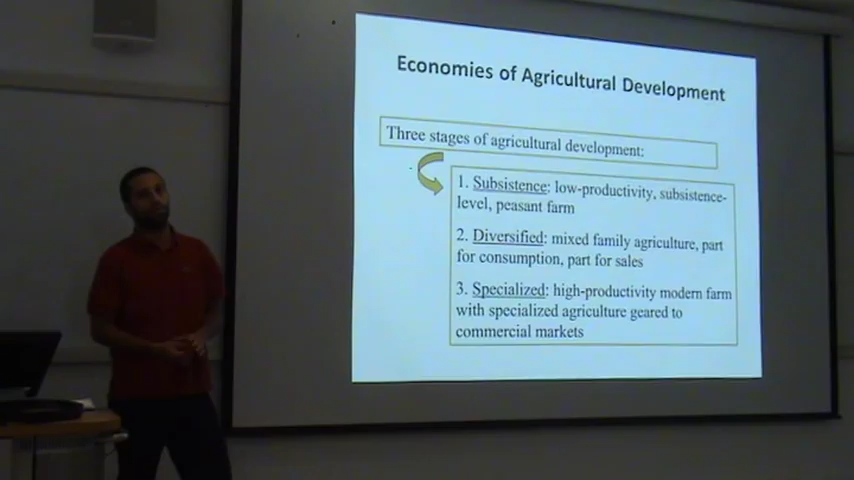 Economies of Agricultural Development
Three stages of agricultural development:
1. Subsistence: low-productivity, subsistence-
level, peasant farm
2. Diversified: mixed family agriculture, part
for consumption, part for sales
3. Specialized: high-productivity modern farm
with specialized agriculture geared to
commercial markets